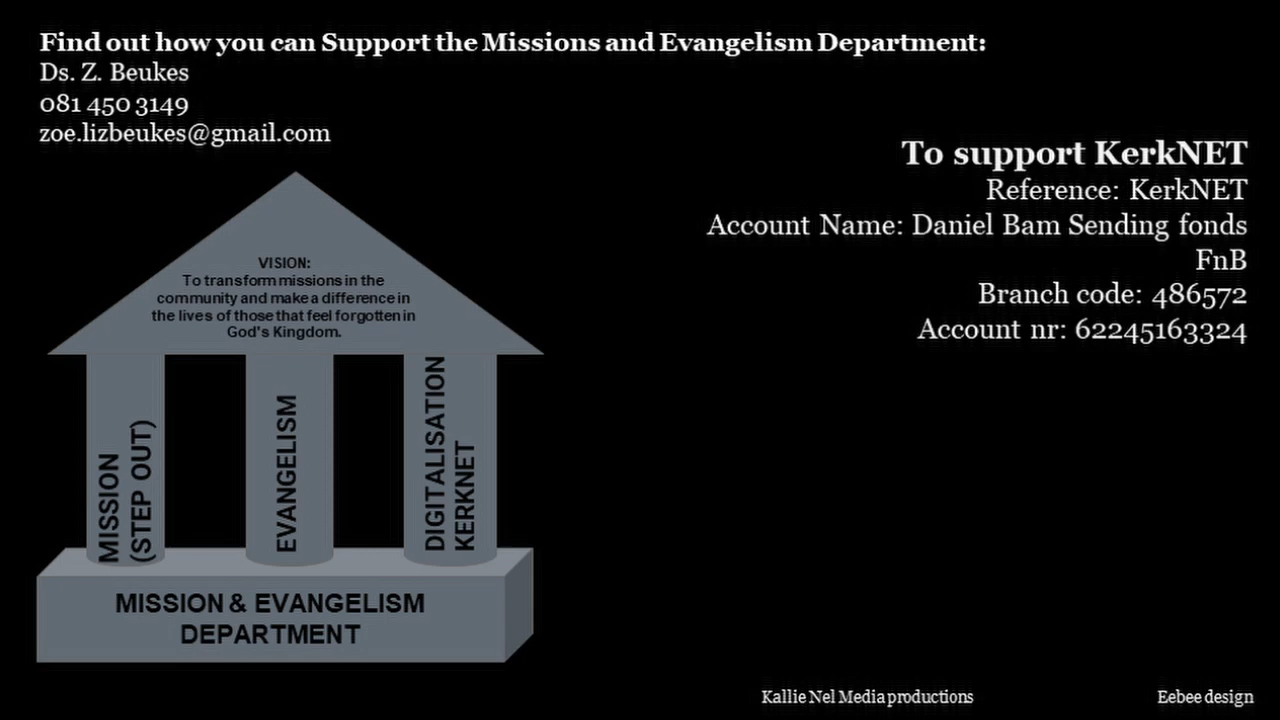 Find out how you can Support the Missions and Evangelism Department:
Ds. Z. Beukes
081 450 3149
zoe.lizbeukes@gmail.com
To support KerkNET
Reference: KerkNET
Account Name: Daniel Bam Sending fonds
FnB
Branch code: 486572
Account nr: 62245163324
VISION:
To transform missions in the
community and make a difference in
the lives of those that feel forgotten in
God's Kingdom.
MISSION
(STEP OUT)
EVANGELISM
DIGITALISATION
KERKNET
MISSION & EVANGELISM
DEPARTMENT
Kallie Nel Media productions
Eebee design